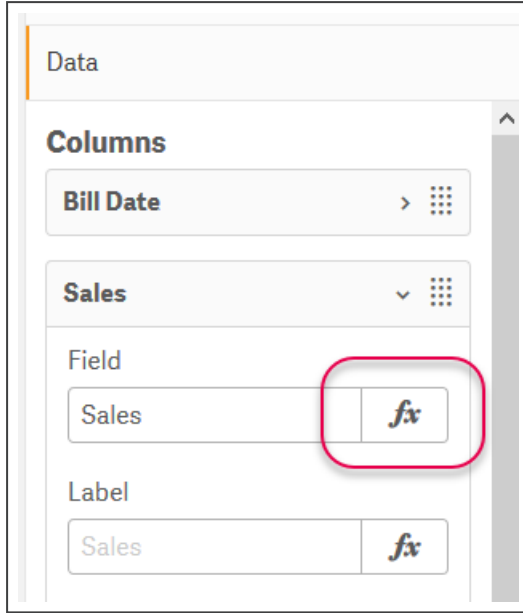 Data
Columns
Bill Date
Sales
Field
Sales fx
Label
Sales fx